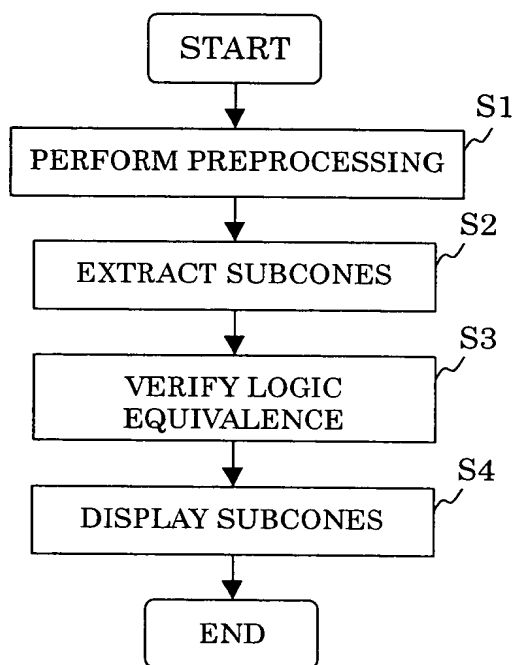 START
S1
PERFORM PREPROCESSING
S2
EXTRACT SUBCONES
S3
VERIFY LOGIC
EQUIVALENCE
S4
DISPLAY SUBCONES
END